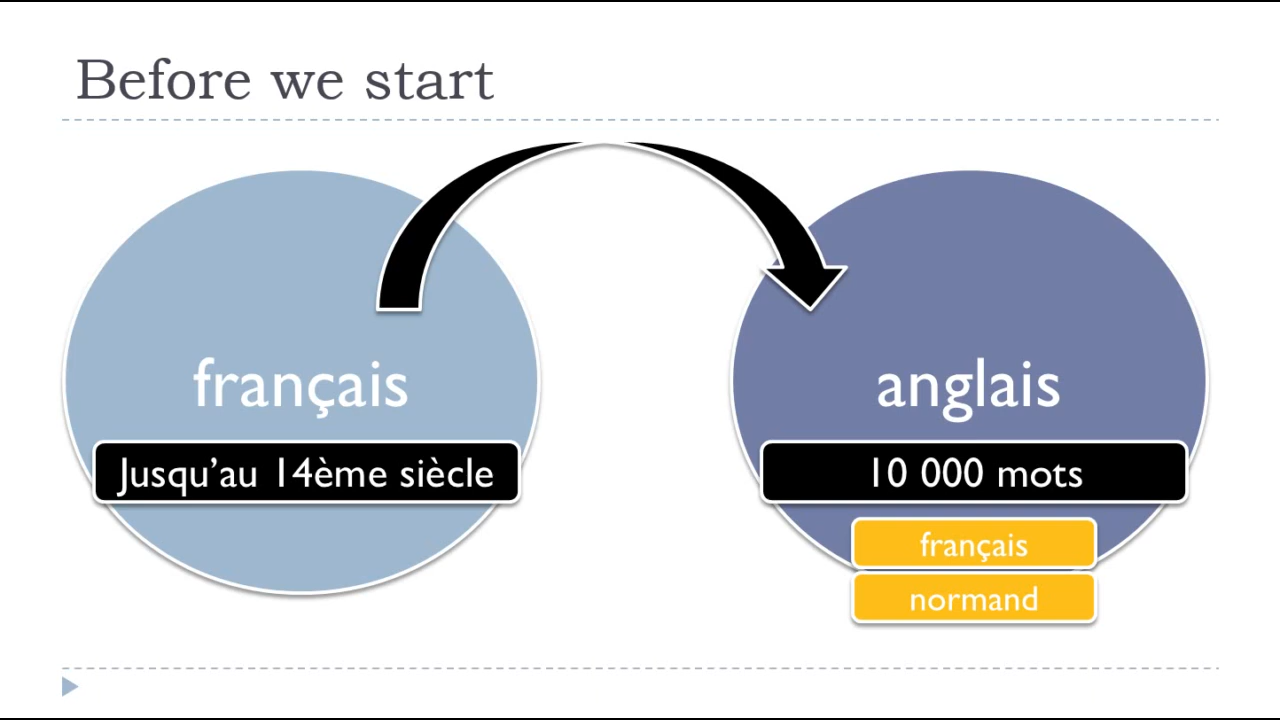 Before we start
français
Jusqu’au 14ème siècle
anglais
10 000 mots
français
normand